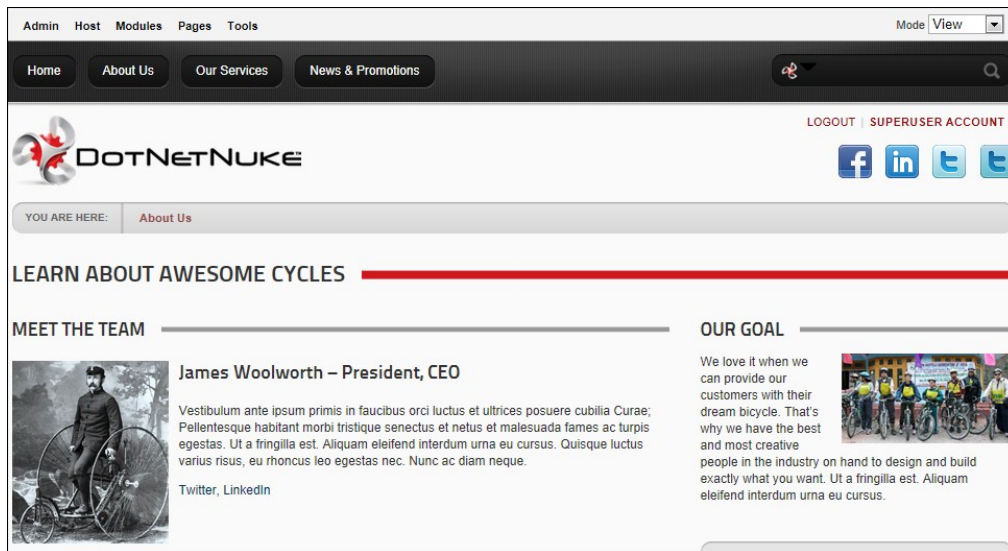 Admin Host Modules Pages Tools
Mode View
Home About Us Our Services News & Promotions
LOGOUT | SUPERUSER ACCOUNT
DotNetNuke
YOU ARE HERE: About Us
LEARN ABOUT AWESOME CYCLES
MEET THE TEAM
James Woolworth – President, CEO
Vestibulum ante ipsum primis in faucibus orci luctus et ultrices posuere cubilia Curae;
Pellentesque habitant morbi tristique senectus et netus et malesuada fames ac turpis
egestas. Ut a fringilla est. Aliquam eleifend interdum urna eu cursus. Quisque luctus
varius risus, eu rhoncus leo egestas nec. Nunc ac diam neque.
Twitter, LinkedIn
OUR GOAL
We love it when we
can provide our
customers with their
dream bicycle. That's
why we have the best
and most creative
people in the industry on hand to design and build
exactly what you want. Ut a fringilla est. Aliquam
eleifend interdum urna eu cursus.